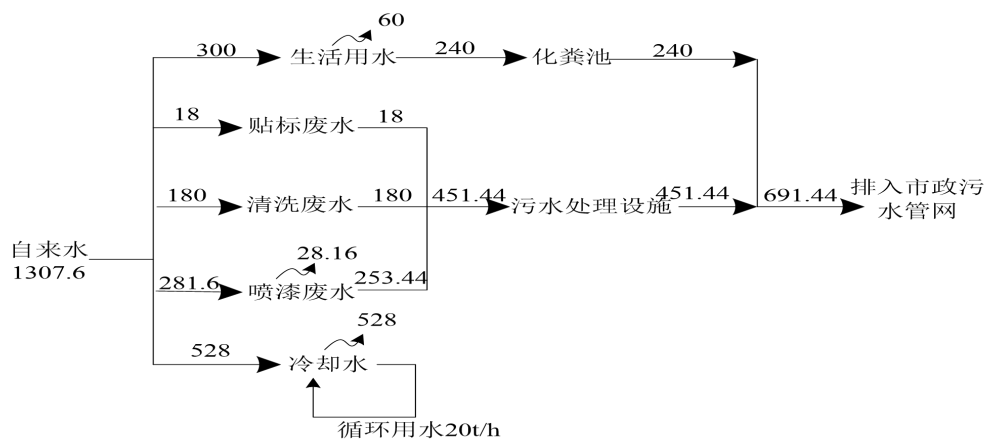 60
300
生活用水
240
化粪池
240
18
贴标废水
18
180
清洗废水
180
451.44
污水处理设施
451.44
691.44
排入市政污
水管网
自来水
1307.6
28.16
281.6
喷漆废水
253.44
528
528
冷却水
循环用水20t/h